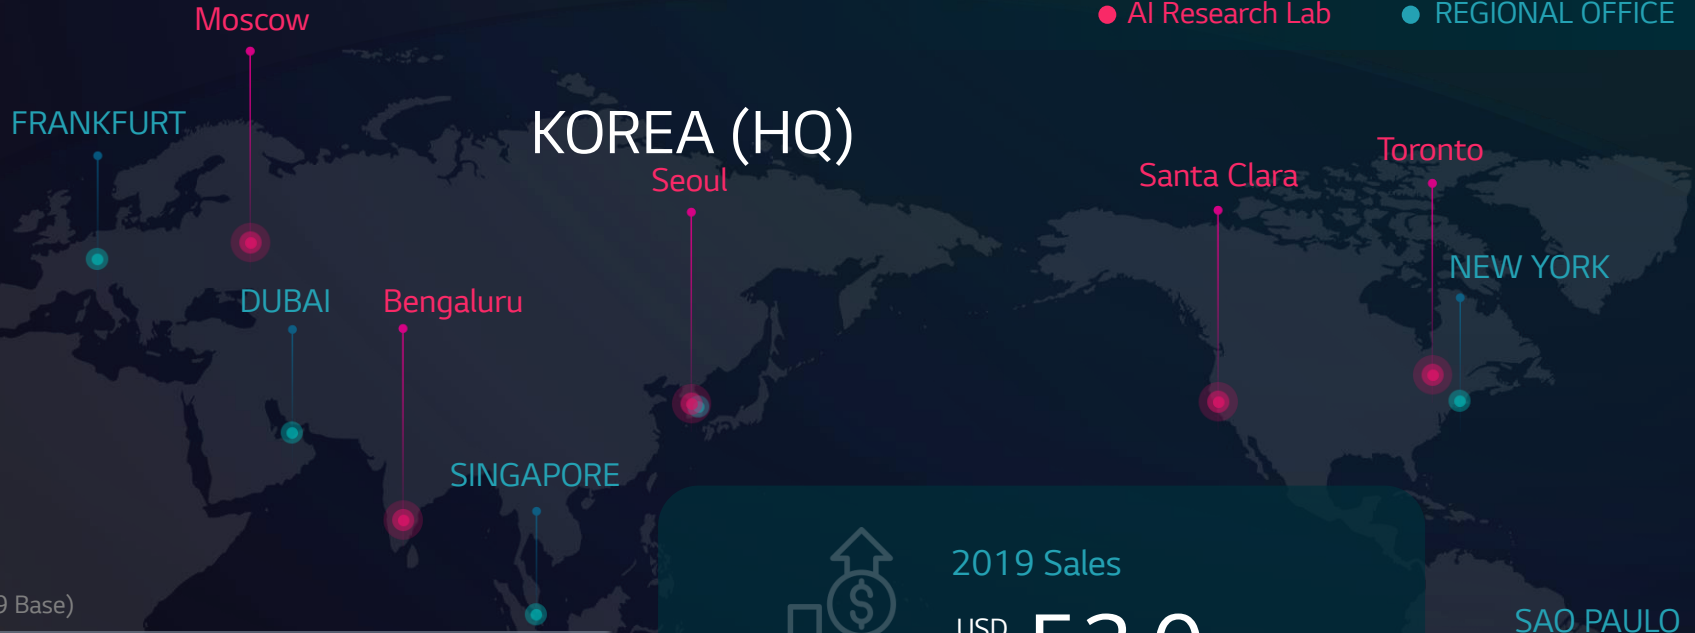 Moscow
AI Research Lab
REGIONAL OFFICE
FRANKFURT
KOREA (HQ)
Seoul
Santa Clara
Toronto
NEW YORK
DUBAI
Bengaluru
SINGAPORE
2019 Sales
9 Base)
USD
SAO PAULO